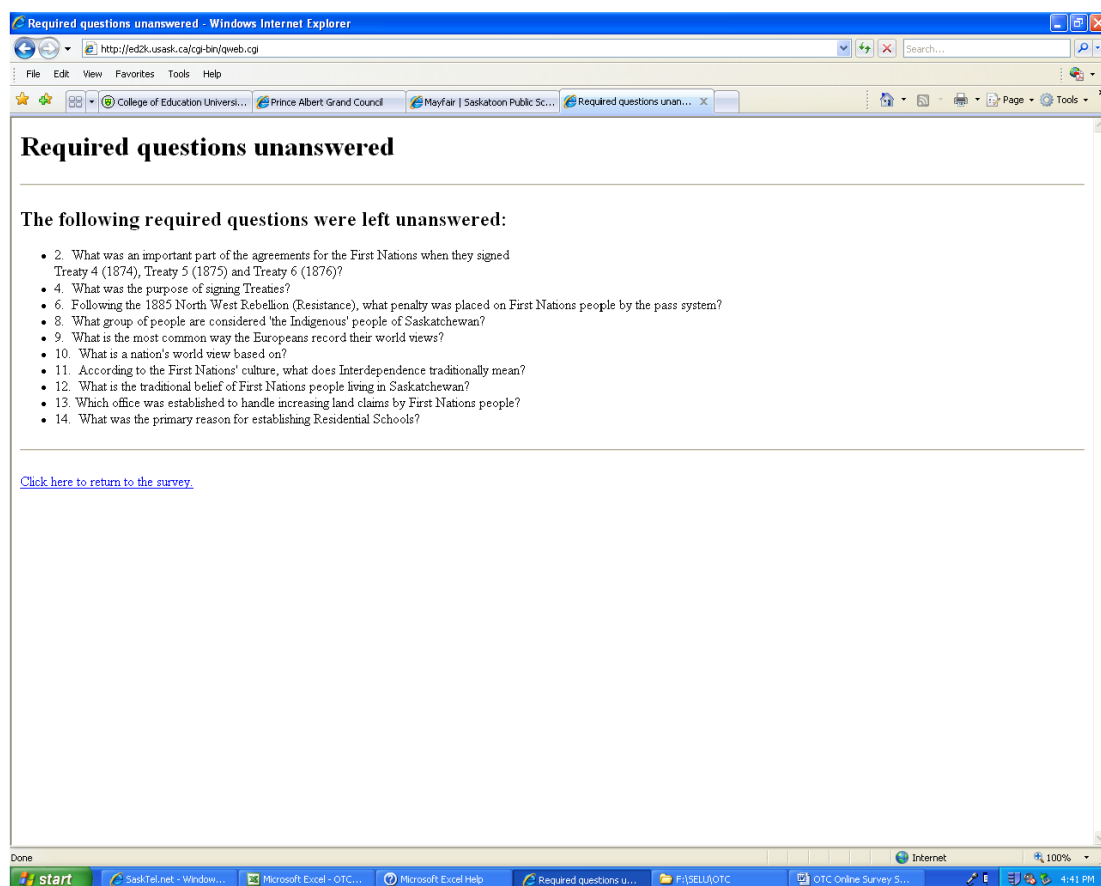 Required questions unanswered - Windows Internet Explorer
http://ed2k.usask.ca/cgi-bin/qweb.cgi
Search...
File Edit View Favorites Tools Help
College of Education Universi... Prince Albert Grand Council Mayfair | Saskatoon Public Sc... Required questions unan... X
Page Tools
Required questions unanswered
The following required questions were left unanswered:
2. What was an important part of the agreements for the First Nations when they signed
Treaty 4 (1874), Treaty 5 (1875) and Treaty 6 (1876)?
4. What was the purpose of signing Treaties?
6. Following the 1885 North West Rebellion (Resistance), what penalty was placed on First Nations people by the pass system?
8. What group of people are considered 'the Indigenous' people of Saskatchewan?
9. What is the most common way the Europeans record their world views?
10. What is a nation's world view based on?
11. According to the First Nations' culture, what does Interdependence traditionally mean?
12. What is the traditional belief of First Nations people living in Saskatchewan?
13. Which office was established to handle increasing land claims by First Nations people?
14. What was the primary reason for establishing Residential Schools?
Click here to return to the survey.
Done Internet 100%
start SaskTel.net - Window... Microsoft Excel - OTC... Microsoft Excel Help Required questions u... F:\SELU\OTC OTC Online Survey S... 4:41 PM